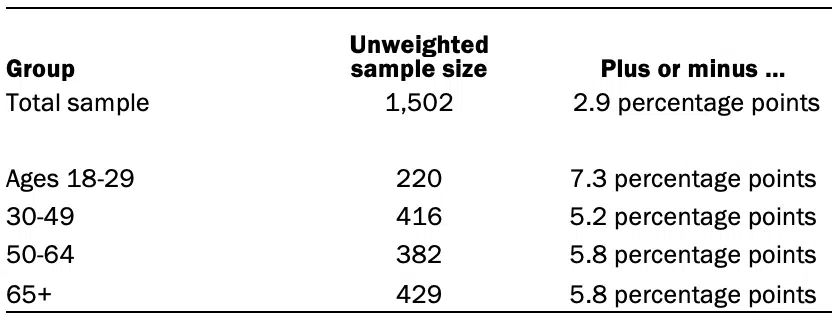 Unweighted
Group sample size Plus or minus ...
Total sample 1,502 2.9 percentage points
Ages 18-29 220 7.3 percentage points
30-49 416 5.2 percentage points
50-64 382 5.8 percentage points
65+ 429 5.8 percentage points